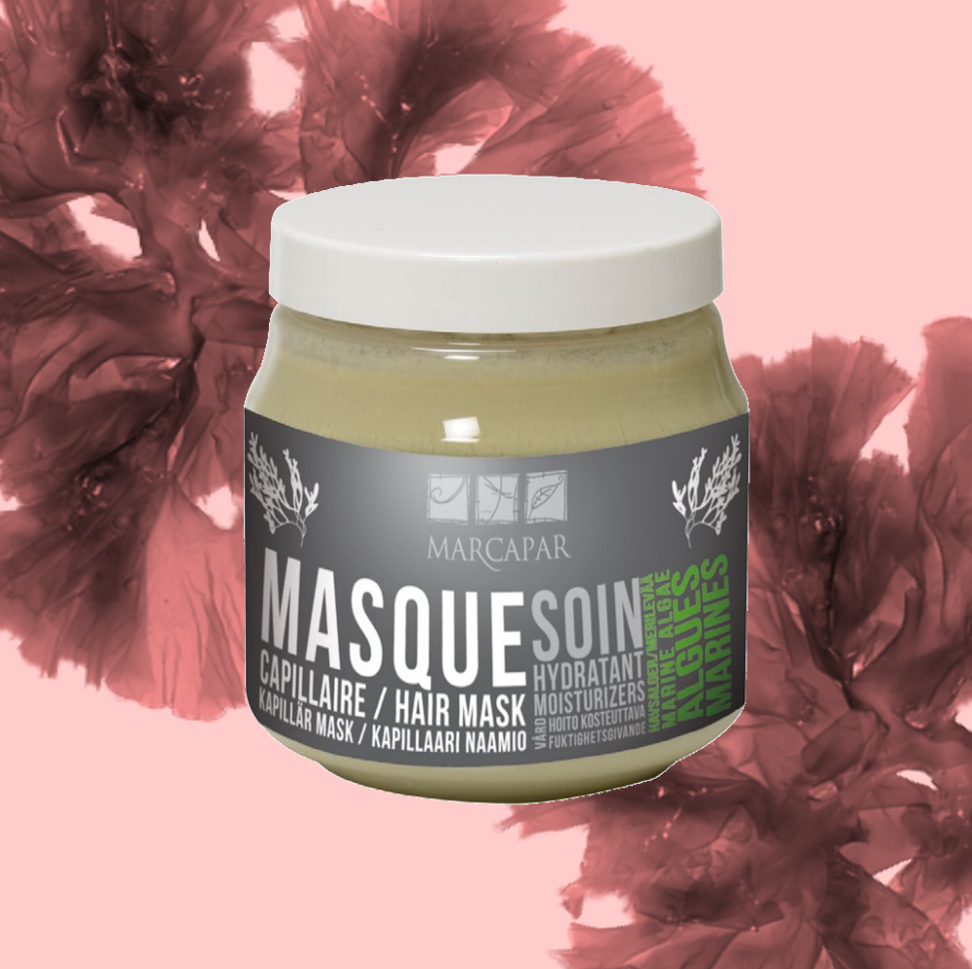 MARCAPAR
MASQUE
CAPILLAIRE / HAIR MASK
KAPILLÄR MASK / KAPILLAARI NAAMIO
SOIN
HYDRATANT
MOISTURIZERS
VÅRD
HOITO KOSTEUTTAVA
FUKTIGHETSGIVANDE
HAVSALGER/MERILEVÄÄ
MARINE ALGAE
ALGUES
MARINES